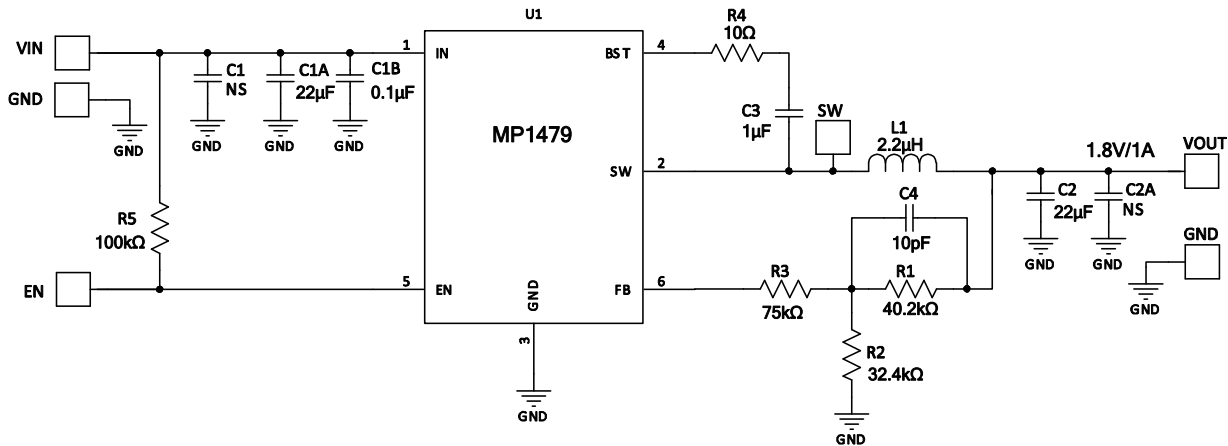 U1
MP1479
1
IN
BST
4
SW
2
5
EN
GND
3
FB
6
VIN
GND
GND
C1
NS
GND
C1A
22µF
GND
C1B
0.1µF
GND
R5
100kΩ
EN
GND
R4
10Ω
C3
1µF
SW
L1
2.2µH
1.8V/1A
VOUT
C4
10pF
C2
22µF
GND
C2A
NS
GND
GND
GND
R3
75kΩ
R1
40.2kΩ
R2
32.4kΩ
GND